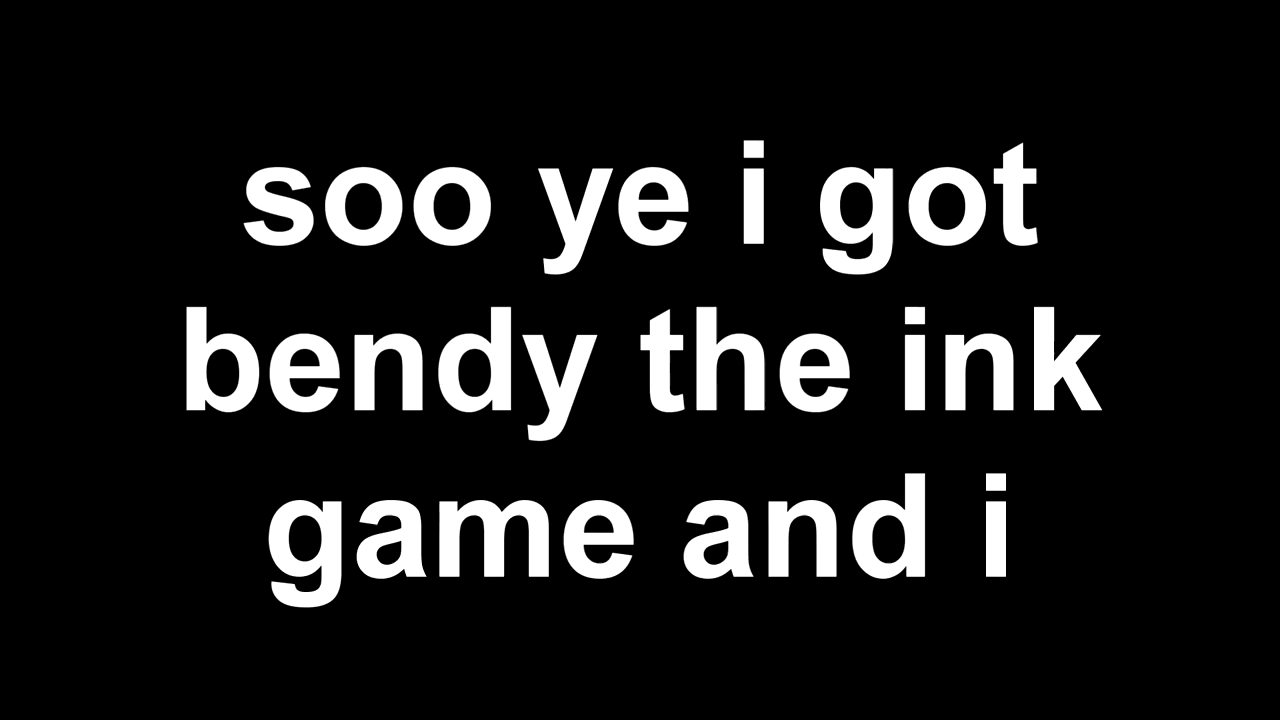 soo ye i got
bendy the ink
game and i